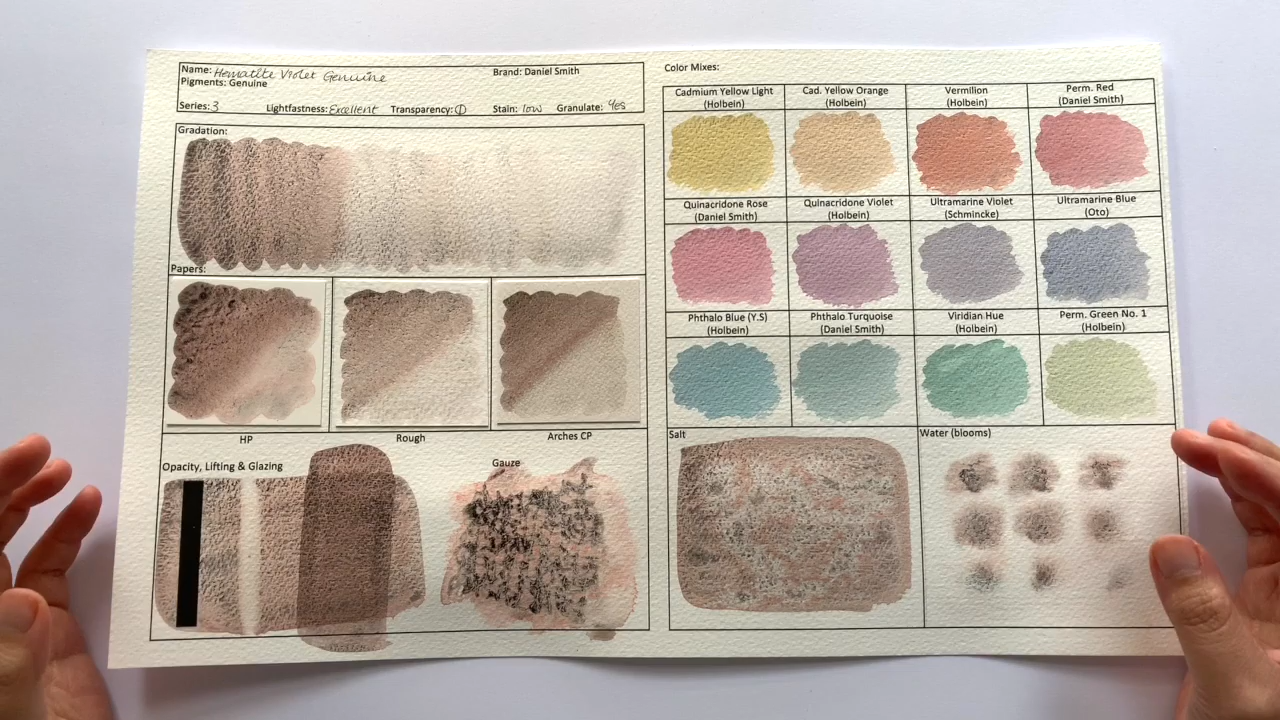 Name: Hematite Violet Genuine Brand: Daniel Smith
Pigments: Genuine
Series: 3 Lightfastness: Excellent Transparency: Stain: low Granulate: Yes
Gradation:
Papers:
HP Rough Arches CP
Opacity, Lifting & Glazing Gauze
Color Mixes:
Cadmium Yellow Light Cad. Yellow Orange Vermilion Perm. Red
(Holbein) (Holbein) (Holbein) (Daniel Smith)
Quinacridone Rose Quinacridone Violet Ultramarine Violet Ultramarine Blue
(Daniel Smith) (Holbein) (Schmincke) (Oto)
Phthalo Blue (Y.S) Phthalo Turquoise Viridian Hue Perm. Green No. 1
(Holbein) (Daniel Smith) (Holbein) (Holbein)
Salt Water (blooms)